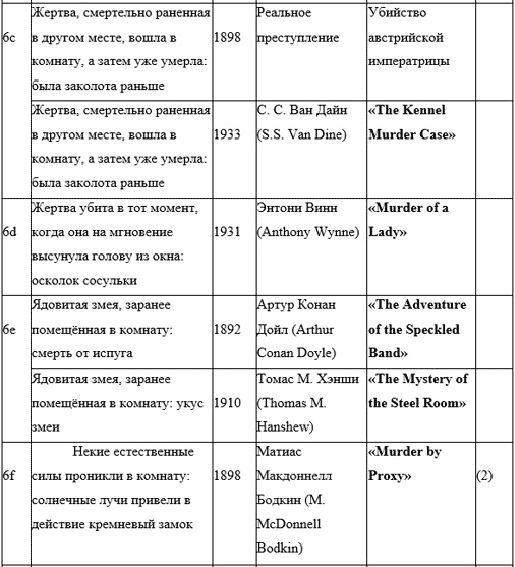 Жертва, смертельно раненная
в другом месте, вошла в
комнату, а затем уже умерла:
была заколота раньше
6c
1898
Реальное
преступление
Убийство
австрийской
императрицы
Жертва, смертельно раненная
в другом месте, вошла в
комнату, а затем уже умерла:
была заколота раньше
1933
С. С. Ван Дайн
(S.S. Van Dine)
«The Kennel
Murder Case»
6d
Жертва убита в тот момент,
когда она на мгновение
высунула голову из окна:
осколок сосульки
1931
Энтони Винн
(Anthony Wynne)
«Murder of a
Lady»
6e
Ядовитая змея, заранее
помещённая в комнату:
смерть от испуга
1892
Артур Конан
Дойл (Arthur
Conan Doyle)
«The Adventure
of the Speckled
Band»
Ядовитая змея, заранее
помещённая в комнату: укус
змеи
1910
Томас М. Хэнши
(Thomas M.
Hanshew)
«The Mystery of
the Steel Room»
6f
Некие естественные
силы проникли в комнату:
солнечные лучи привели в
действие кремневый замок
1898
Матиас
Макдоннелл
Бодкин (M.
McDonnell
Bodkin)
«Murder by
Proxy»
(2)